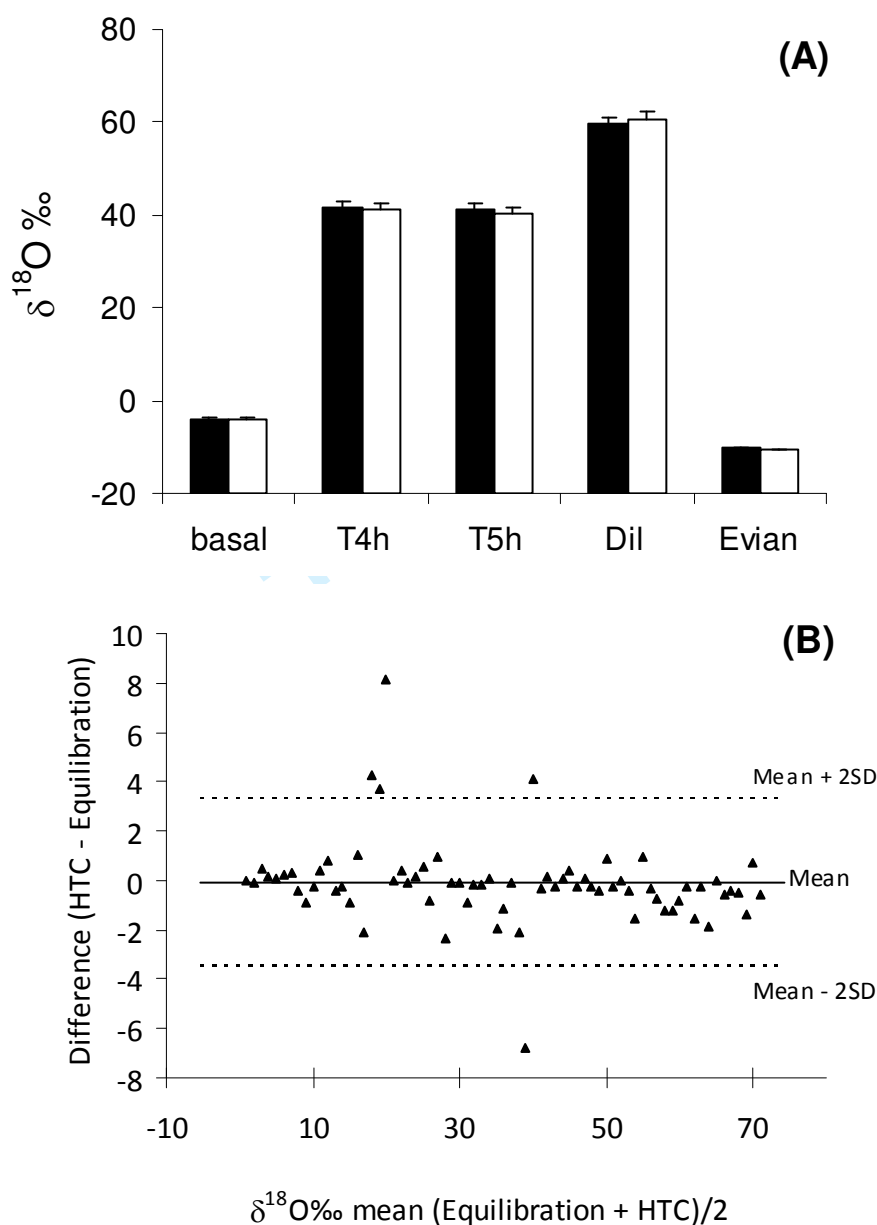 (A)
80
60
40
20
0
-20
δ¹⁸O ‰
basal T4h T5h Dil Evian
(B)
10
8
6
4
2
0
-2
-4
-6
-8
Difference (HTC - Equilibration)
Mean + 2SD
Mean
Mean - 2SD
-10 10 30 50 70
δ¹⁸O‰ mean (Equilibration + HTC)/2